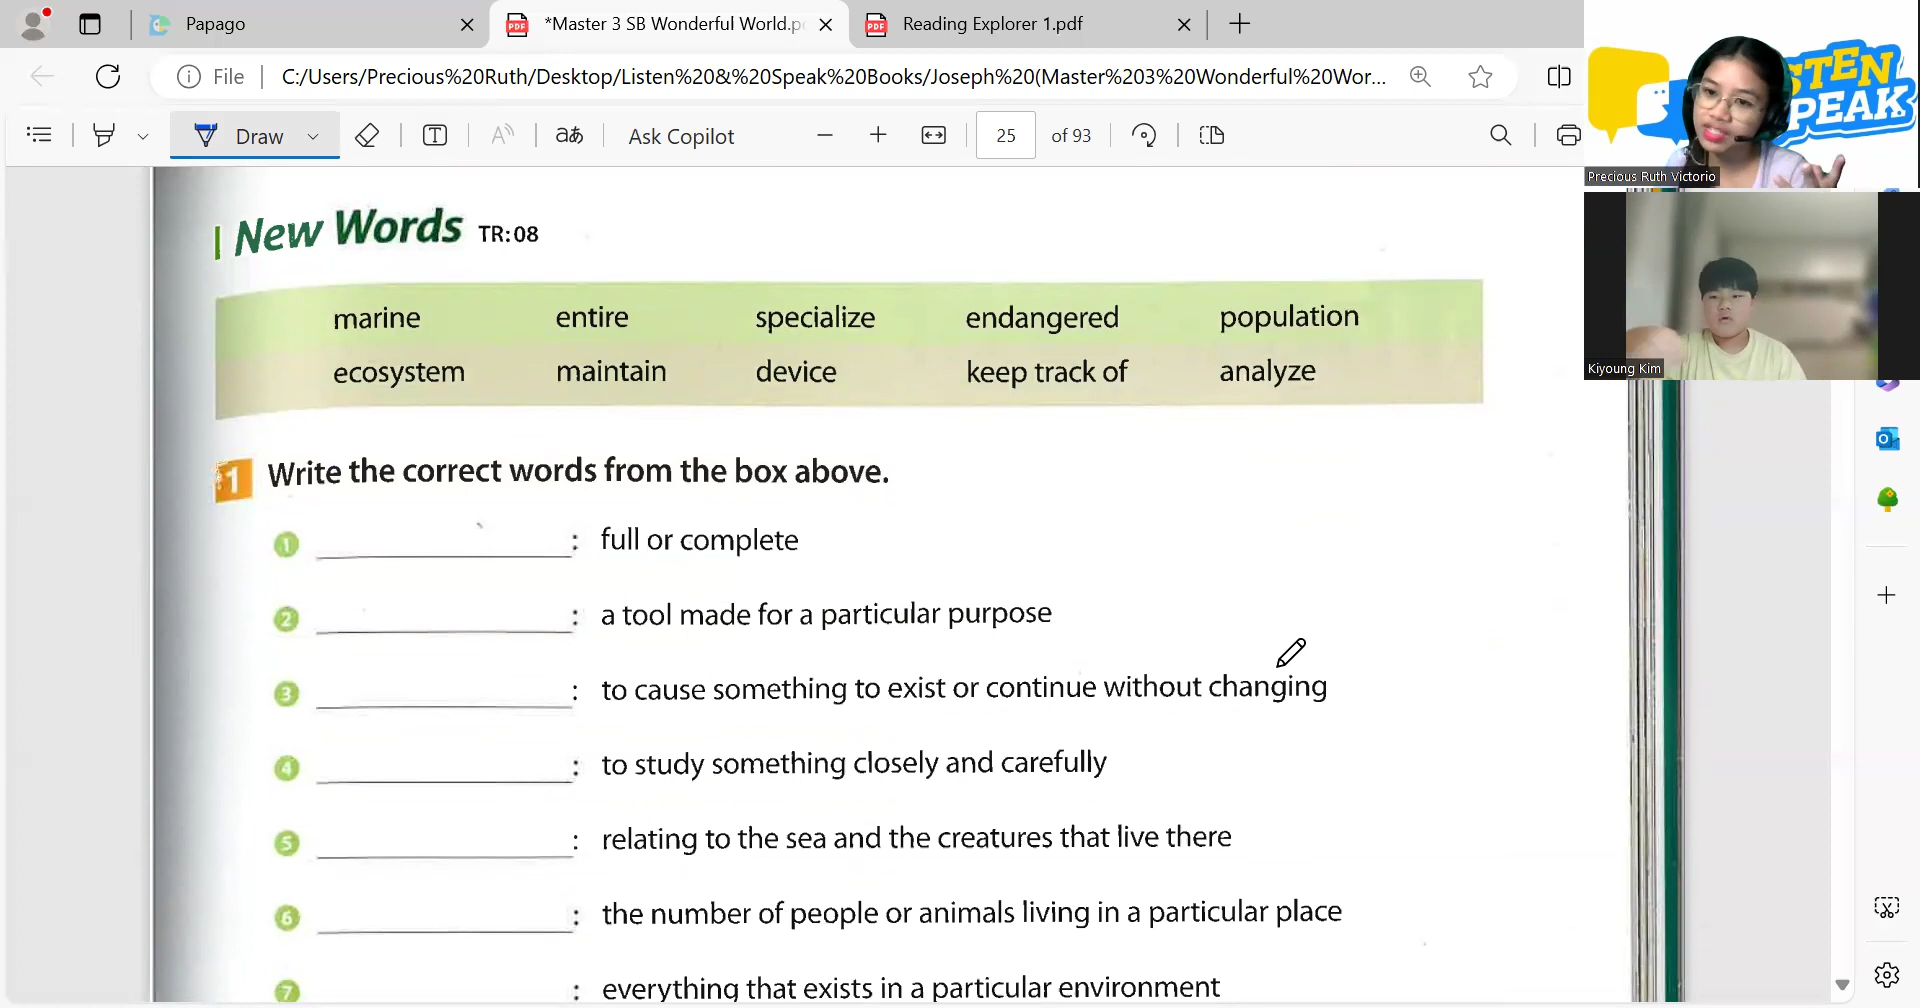 Papago
*Master 3 SB Wonderful World.p
Reading Explorer 1.pdf
File
C:/Users/Precious%20Ruth/Desktop/Listen%20&%20Speak%20Books/Joseph%20(Master%203%20Wonderful%20Wor...
Draw
Ask Copilot
25
of 93
STEN
PEAK
Precious Ruth Victorio
Kiyoung Kim
New Words TR:08
marine entire specialize endangered population
ecosystem maintain device keep track of analyze
1 Write the correct words from the box above.
1 : full or complete
2 : a tool made for a particular purpose
3 : to cause something to exist or continue without changing
4 : to study something closely and carefully
5 : relating to the sea and the creatures that live there
6 : the number of people or animals living in a particular place
7 : everything that exists in a particular environment